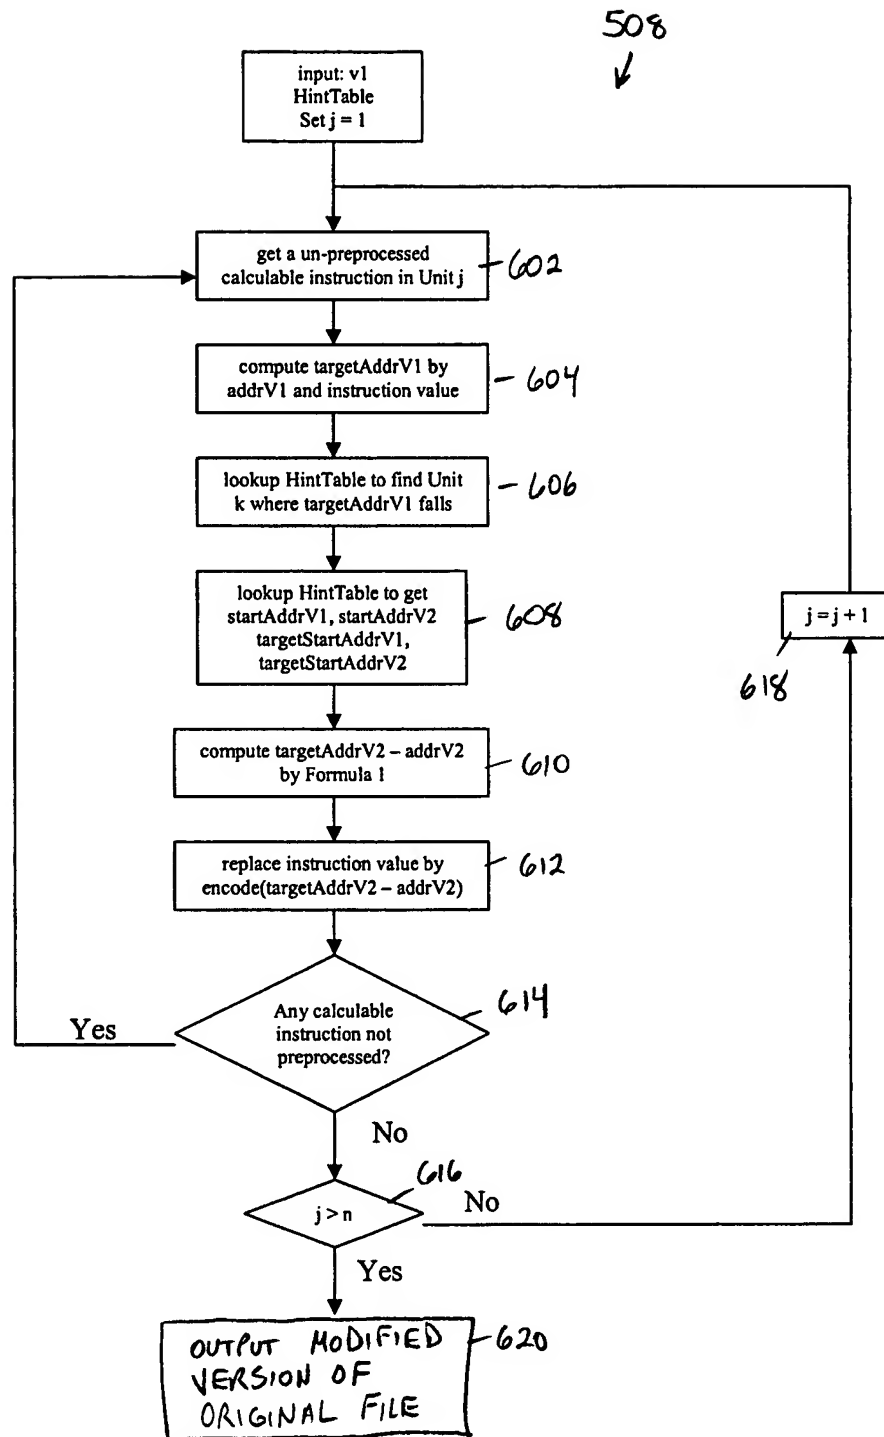 508
input: v1
HintTable
Set j = 1
get a un-preprocessed
calculable instruction in Unit j
602
compute targetAddrV1 by
addrV1 and instruction value
604
lookup HintTable to find Unit
k where targetAddrV1 falls
606
lookup HintTable to get
startAddrV1, startAddrV2
targetStartAddrV1,
targetStartAddrV2
608
j = j + 1
618
compute targetAddrV2 – addrV2
by Formula 1
610
replace instruction value by
encode(targetAddrV2 – addrV2)
612
Any calculable
instruction not
preprocessed?
614
Yes
No
616
j > n
No
Yes
OUTPUT MODIFIED
VERSION OF
ORIGINAL FILE
620